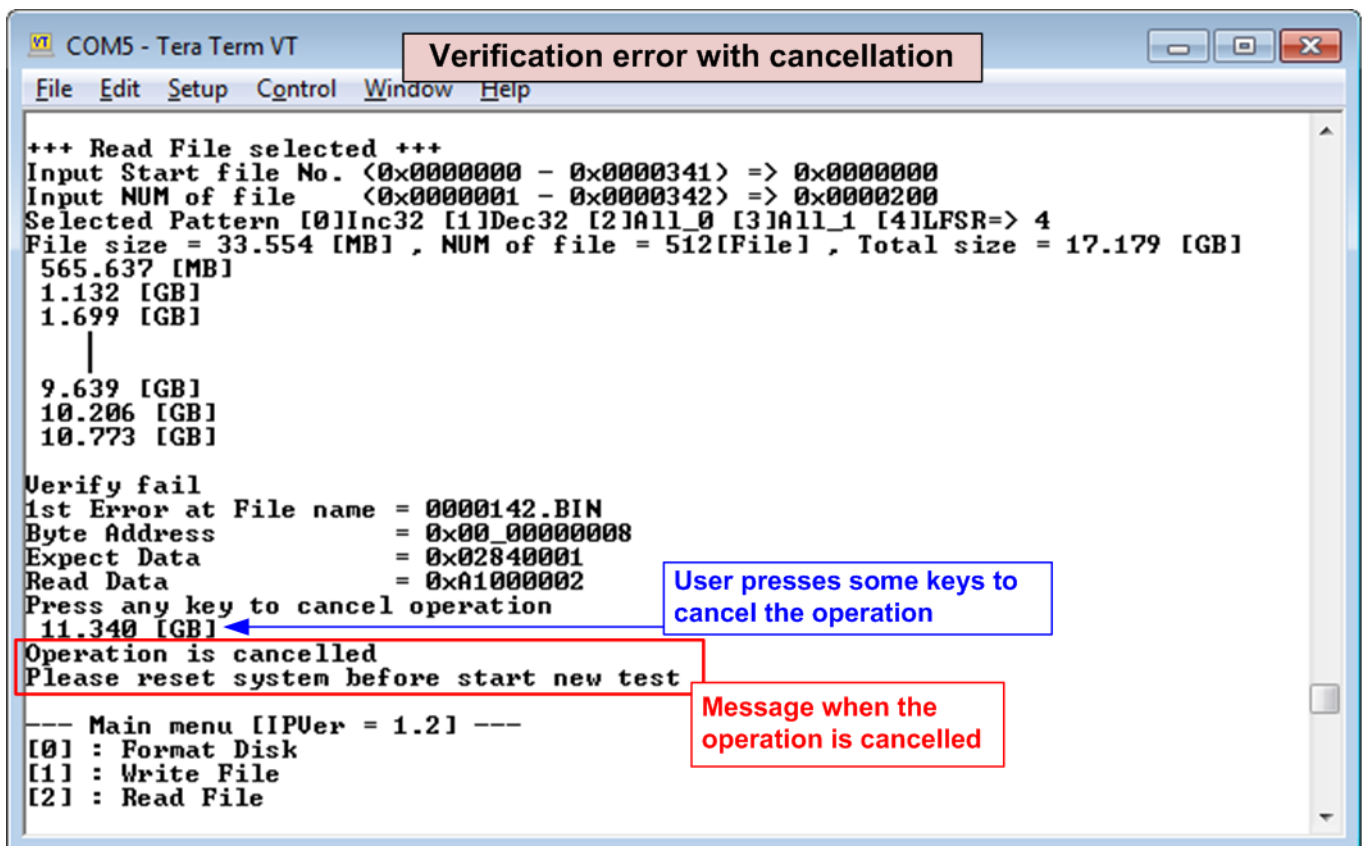 COM5 - Tera Term VT
Verification error with cancellation
File Edit Setup Control Window Help
+++ Read File selected +++
Input Start file No. (0x0000000 - 0x0000341) => 0x0000000
Input NUM of file (0x0000001 - 0x0000342) => 0x0000200
Selected Pattern [0]Inc32 [1]Dec32 [2]All_0 [3]All_1 [4]LFSR=> 4
File size = 33.554 [MB] , NUM of file = 512[File] , Total size = 17.179 [GB]
565.637 [MB]
1.132 [GB]
1.699 [GB]
9.639 [GB]
10.206 [GB]
10.773 [GB]
Verify fail
1st Error at File name = 0000142.BIN
Byte Address = 0x00_00000008
Expect Data = 0x02840001
Read Data = 0xA1000002
Press any key to cancel operation
User presses some keys to
cancel the operation
11.340 [GB]
Operation is cancelled
Please reset system before start new test
Message when the
operation is cancelled
--- Main menu [IPVer = 1.2] ---
[0] : Format Disk
[1] : Write File
[2] : Read File